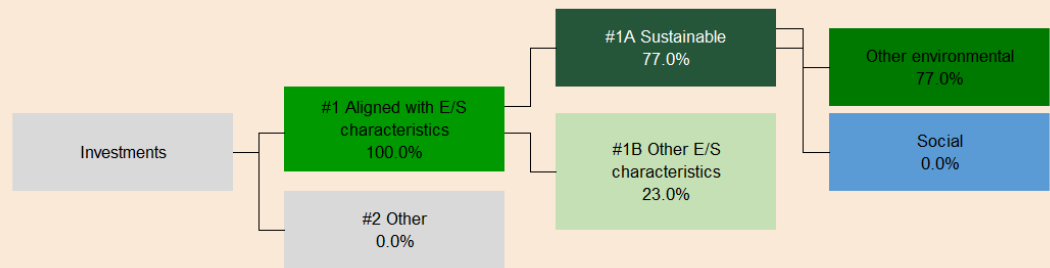 Investments
#1 Aligned with E/S
characteristics
100.0%
#2 Other
0.0%
#1A Sustainable
77.0%
#1B Other E/S
characteristics
23.0%
Other environmental
77.0%
Social
0.0%